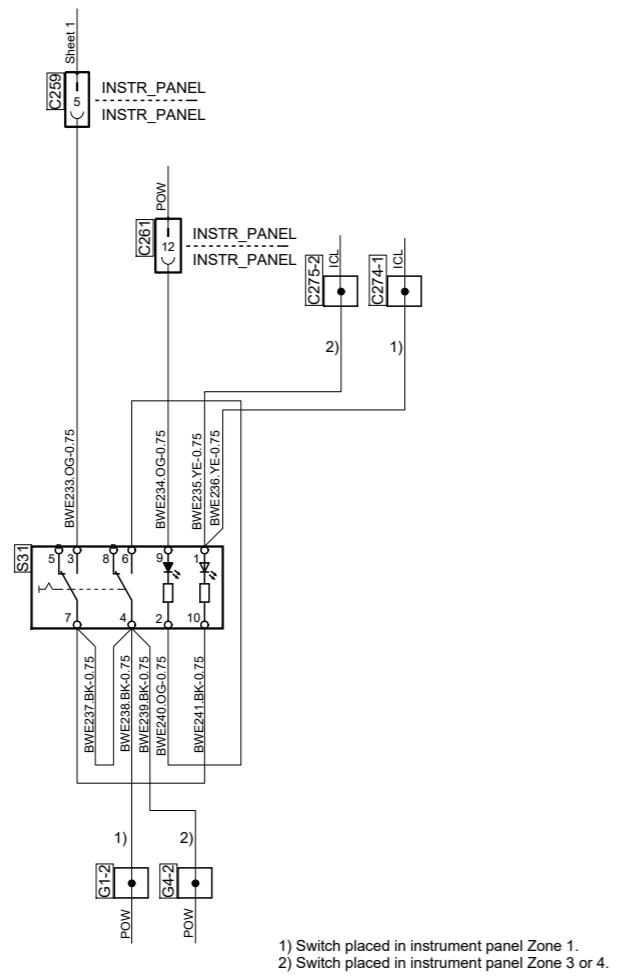 Sheet 1
C259
5
INSTR_PANEL
INSTR_PANEL
POW
C261
12
INSTR_PANEL
INSTR_PANEL
ICL
C275-2
ICL
C274-1
2)
1)
BWE233.OG-0.75
BWE234.OG-0.75
BWE235.YE-0.75
BWE236.YE-0.75
S31
5 3 8 6 9 1
7 4 2 10
BWE237.BK-0.75
BWE238.BK-0.75
BWE239.BK-0.75
BWE240.OG-0.75
BWE241.BK-0.75
1)
2)
G1-2
G4-2
POW
POW
1) Switch placed in instrument panel Zone 1.
2) Switch placed in instrument panel Zone 3 or 4.